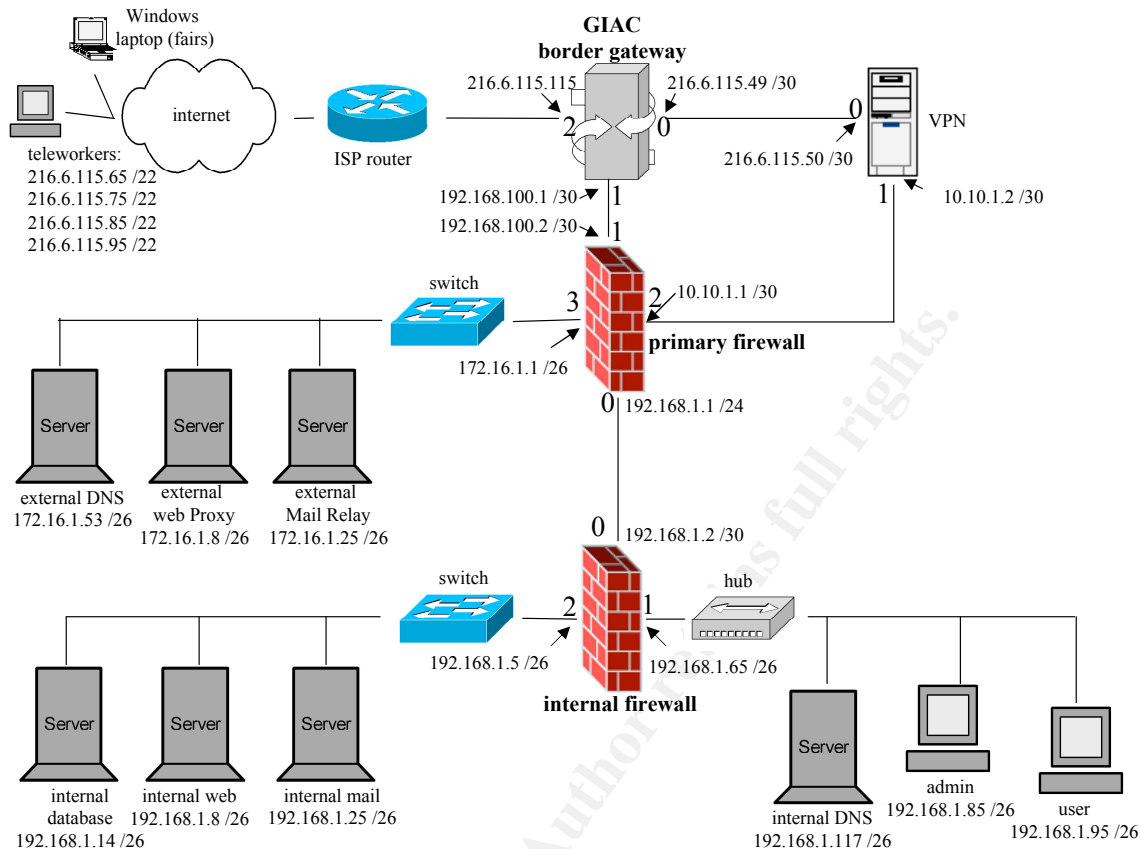 Windows
laptop (fairs)
GIAC
border gateway
216.6.115.115
216.6.115.49 /30
internet
2
0
0
VPN
ISP router
216.6.115.50 /30
teleworkers:
216.6.115.65 /22
216.6.115.75 /22
216.6.115.85 /22
216.6.115.95 /22
192.168.100.1 /30
1
1
10.10.1.2 /30
192.168.100.2 /30
1
switch
3
2
10.10.1.1 /30
primary firewall
172.16.1.1 /26
0
192.168.1.1 /24
Server
Server
Server
external DNS
172.16.1.53 /26
external
web Proxy
172.16.1.8 /26
external
Mail Relay
172.16.1.25 /26
0
192.168.1.2 /30
switch
hub
2
1
192.168.1.5 /26
192.168.1.65 /26
internal firewall
Server
Server
Server
Server
internal
database
192.168.1.14 /26
internal web
192.168.1.8 /26
internal mail
192.168.1.25 /26
internal DNS
192.168.1.117 /26
admin
192.168.1.85 /26
user
192.168.1.95 /26
Author retains full rights.